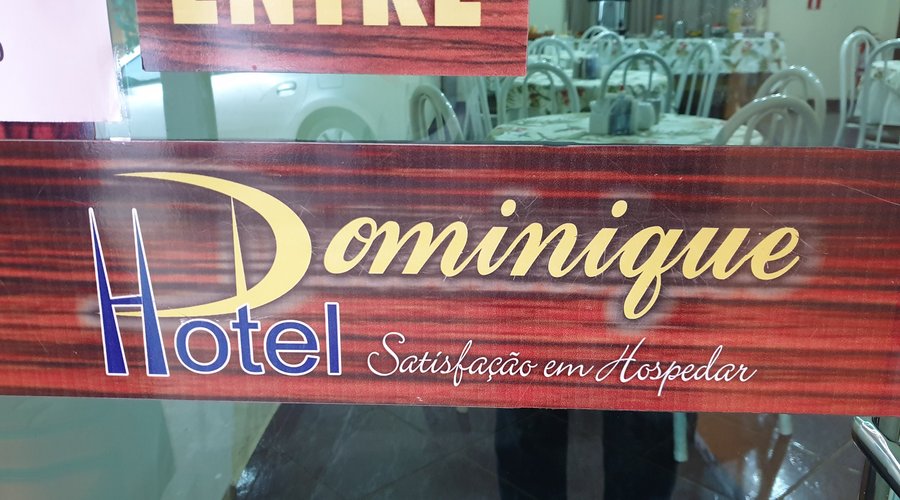 ENTRE
Dominique
Hotel
Satisfação em Hospedar